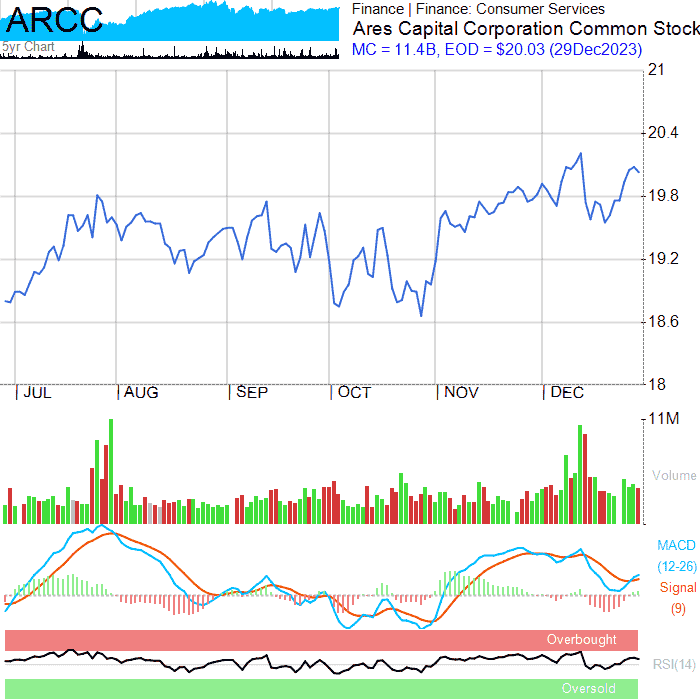 ARCC
5yr Chart
Finance | Finance: Consumer Services
Ares Capital Corporation Common Stock
MC = 11.4B, EOD = $20.03 (29Dec2023)
21
20.4
19.8
19.2
18.6
18
JUL AUG SEP OCT NOV DEC
11M
Volume
MACD
(12-26)
Signal
(9)
Overbought
RSI(14)
Oversold